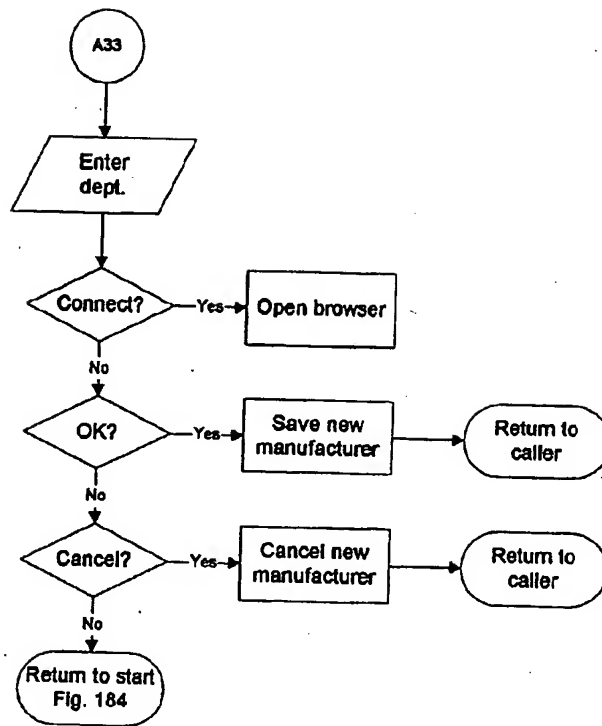 A33
Enter
dept.
Connect?
Yes
Open browser
No
OK?
Yes
Save new
manufacturer
Return to
caller
No
Cancel?
Yes
Cancel new
manufacturer
Return to
caller
No
Return to start
Fig. 184